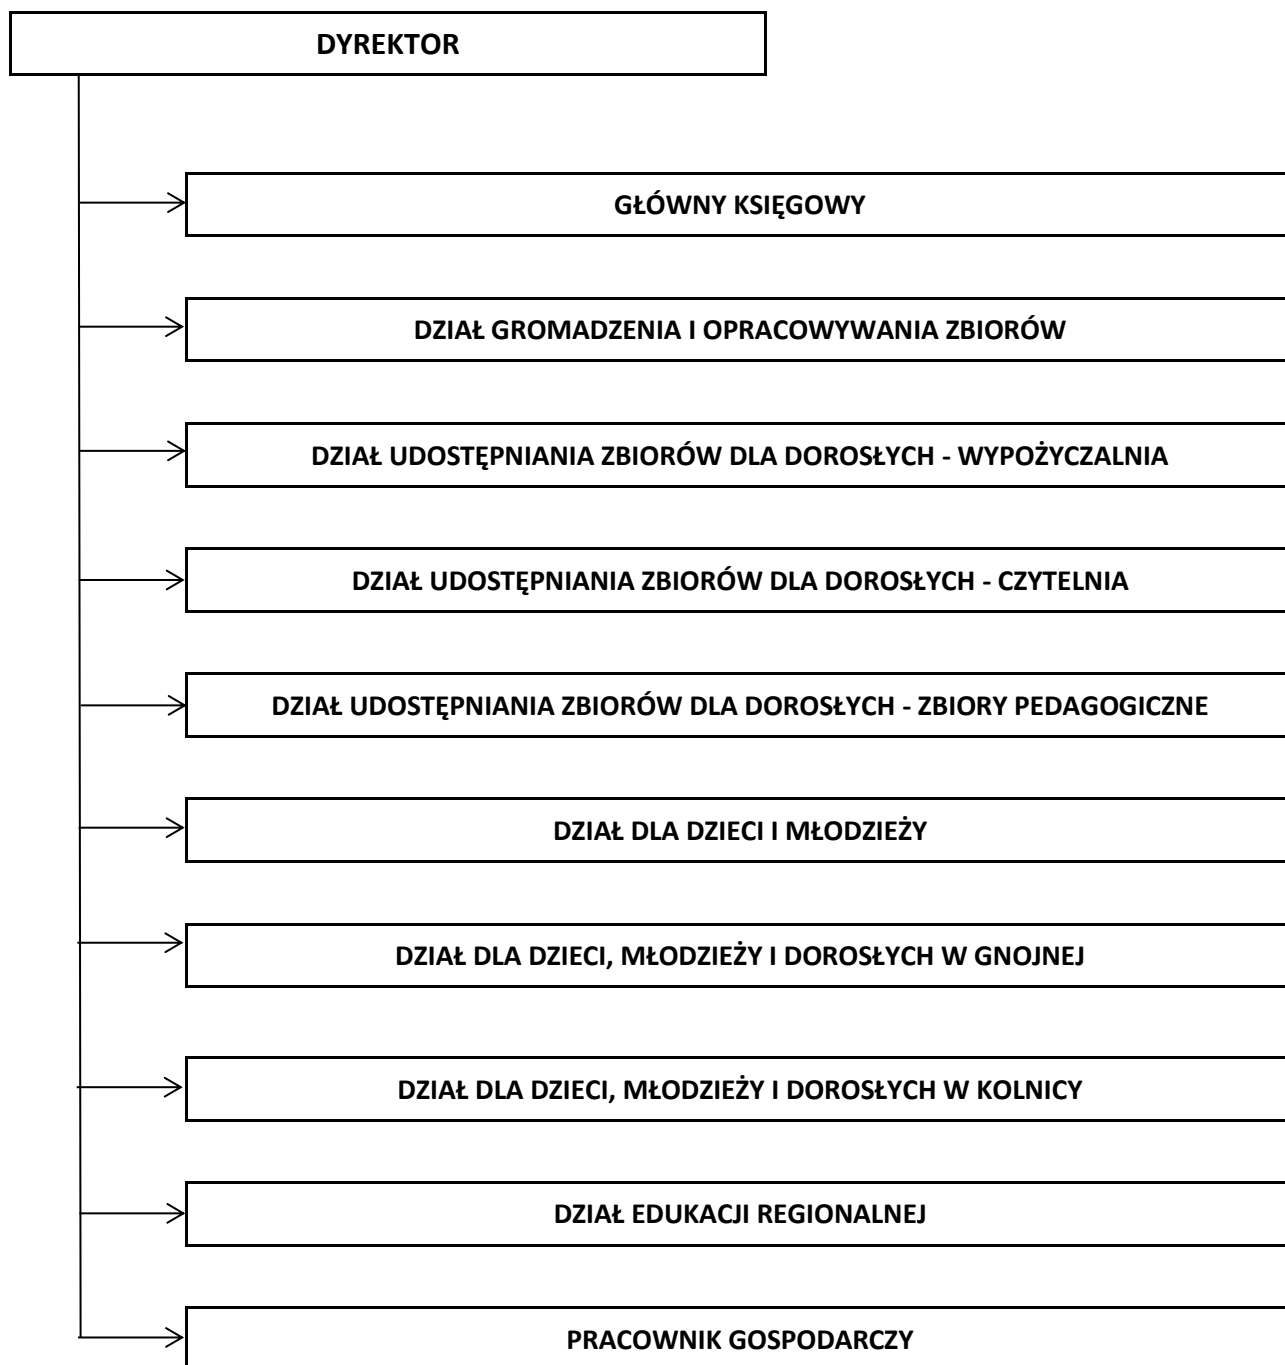 DYREKTOR
GŁÓWNY KSIĘGOWY
DZIAŁ GROMADZENIA I OPRACOWYWANIA ZBIORÓW
DZIAŁ UDOSTĘPNIANIA ZBIORÓW DLA DOROSŁYCH - WYPOŻYCZALNIA
DZIAŁ UDOSTĘPNIANIA ZBIORÓW DLA DOROSŁYCH - CZYTELNIA
DZIAŁ UDOSTĘPNIANIA ZBIORÓW DLA DOROSŁYCH - ZBIORY PEDAGOGICZNE
DZIAŁ DLA DZIECI I MŁODZIEŻY
DZIAŁ DLA DZIECI, MŁODZIEŻY I DOROSŁYCH W GNOJNEJ
DZIAŁ DLA DZIECI, MŁODZIEŻY I DOROSŁYCH W KOLNICY
DZIAŁ EDUKACJI REGIONALNEJ
PRACOWNIK GOSPODARCZY